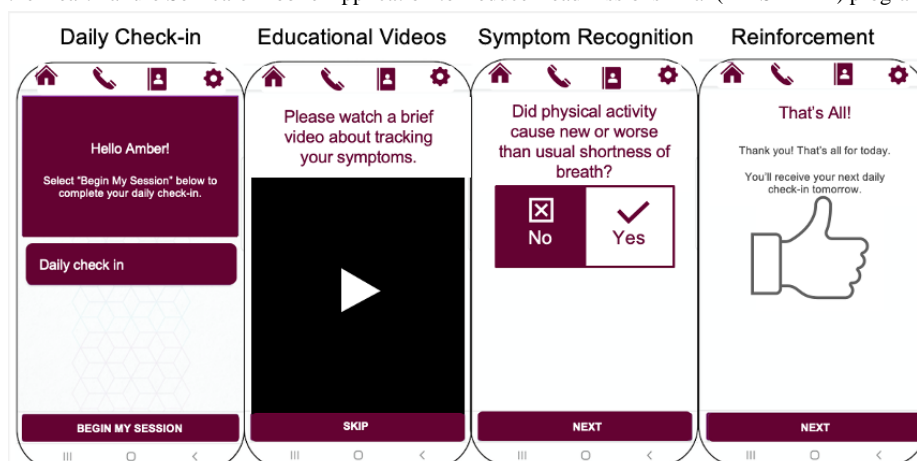 Daily Check-in
Educational Videos
Symptom Recognition
Reinforcement
Hello Amber!
Select "Begin My Session" below to
complete your daily check-in.
Daily check in
BEGIN MY SESSION
Please watch a brief
video about tracking
your symptoms.
SKIP
Did physical activity
cause new or worse
than usual shortness of
breath?
No
Yes
NEXT
That's All!
Thank you! That's all for today.
You'll receive your next daily
check-in tomorrow.
NEXT